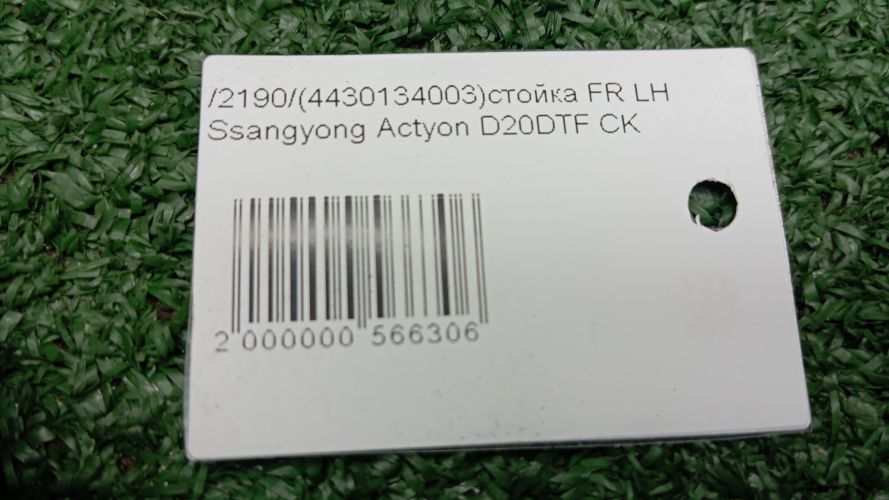 /2190/(4430134003)стойка FR LH
Ssangyong Actyon D20DTF CK
2 000000 566306